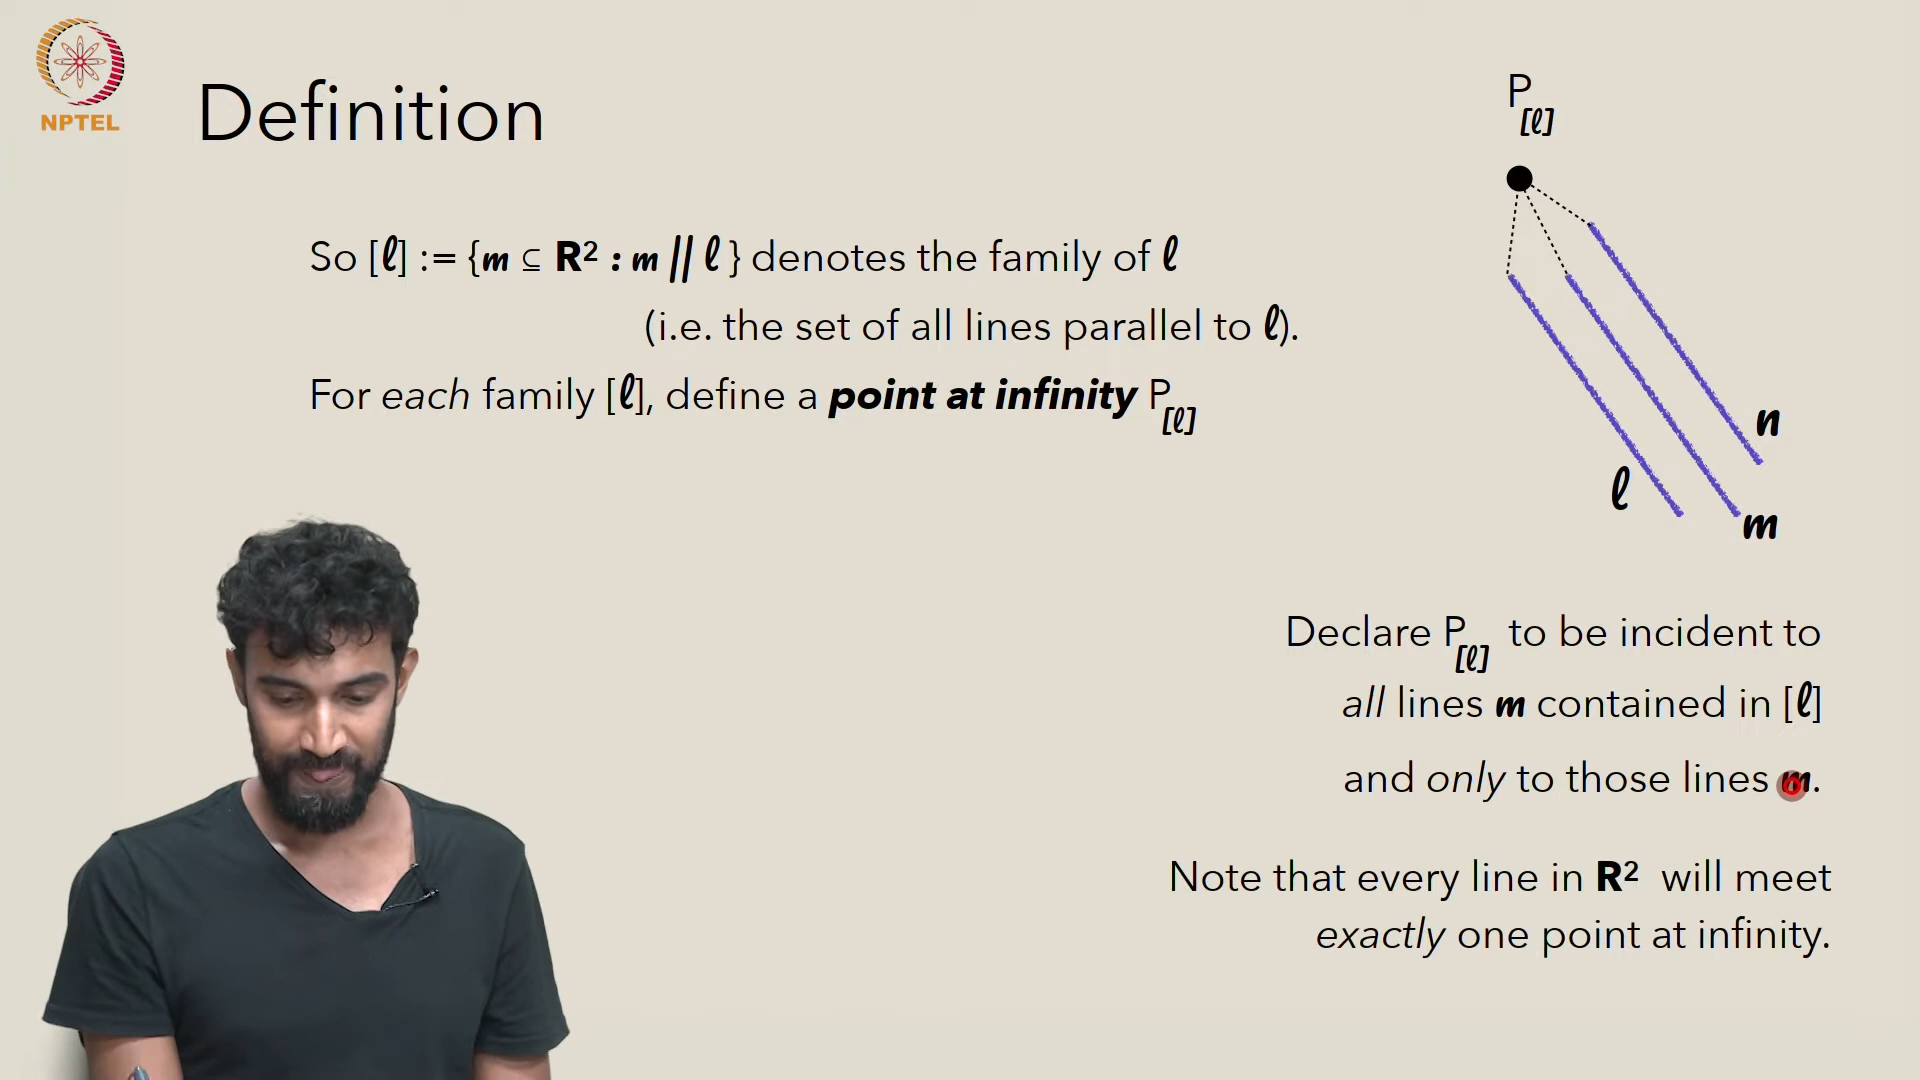 NPTEL
Definition
So [ℓ] := {m ⊆ R² : m || ℓ } denotes the family of ℓ
(i.e. the set of all lines parallel to ℓ).
For each family [ℓ], define a point at infinity P[ℓ]
P[ℓ]
n
ℓ
m
Declare P[ℓ] to be incident to
all lines m contained in [ℓ]
and only to those lines m.
Note that every line in R² will meet
exactly one point at infinity.